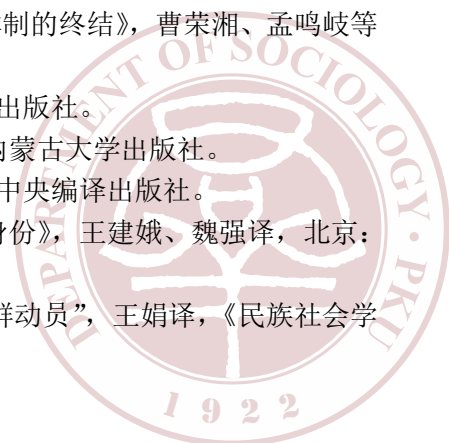 制的终结》，曹荣湘、孟鸣岐等
出版社。
内蒙古大学出版社。
中央编译出版社。
身份》，王建娥、魏强译，北京：
群动员”，王娟译，《民族社会学
DEPARTMENT OF SOCIOLOGY · PKU
1922